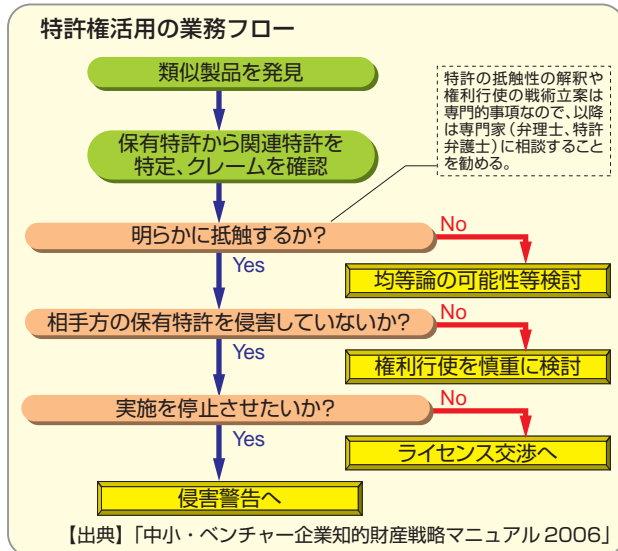 特許権活用の業務フロー
類似製品を発見
特許の抵触性の解釈や
権利行使の戦術立案は
専門的事項なので、以降
は専門家（弁理士、特許
弁護士）に相談すること
を勧める。
保有特許から関連特許を
特定、クレームを確認
明らかに抵触するか?
No
Yes
均等論の可能性等検討
相手方の保有特許を侵害していないか?
No
Yes
権利行使を慎重に検討
実施を停止させたいか?
No
Yes
ライセンス交渉へ
侵害警告へ
【出典】「中小・ベンチャー企業知的財産戦略マニュアル2006」